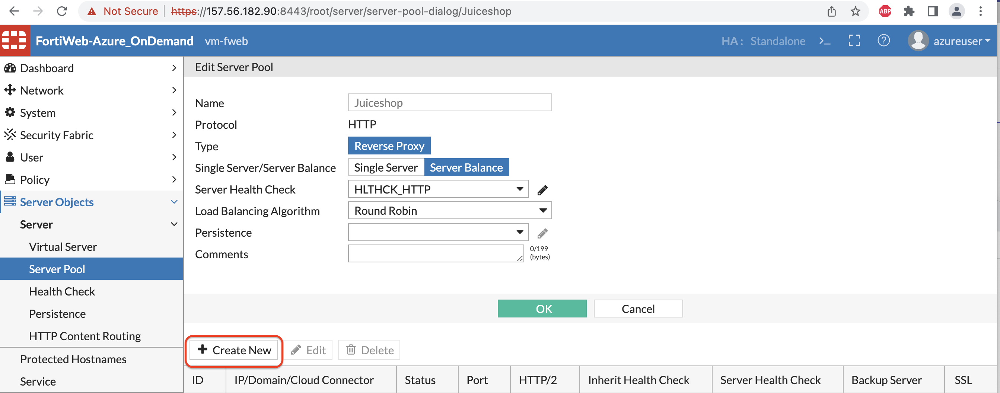 Not Secure https://157.56.182.90:8443/root/server/server-pool-dialog/Juiceshop ABP
FortiWeb-Azure_OnDemand vm-fweb HA: Standalone >_ ? azureuser
Dashboard
Network
System
Security Fabric
User
Policy
Server Objects
Server
Virtual Server
Server Pool
Health Check
Persistence
HTTP Content Routing
Protected Hostnames
Service
Edit Server Pool
Name Juiceshop
Protocol HTTP
Type Reverse Proxy
Single Server/Server Balance Single Server Server Balance
Server Health Check HLTHCK_HTTP
Load Balancing Algorithm Round Robin
Persistence
Comments 0/199
(bytes)
OK Cancel
+ Create New Edit Delete
ID IP/Domain/Cloud Connector Status Port HTTP/2 Inherit Health Check Server Health Check Backup Server SSL